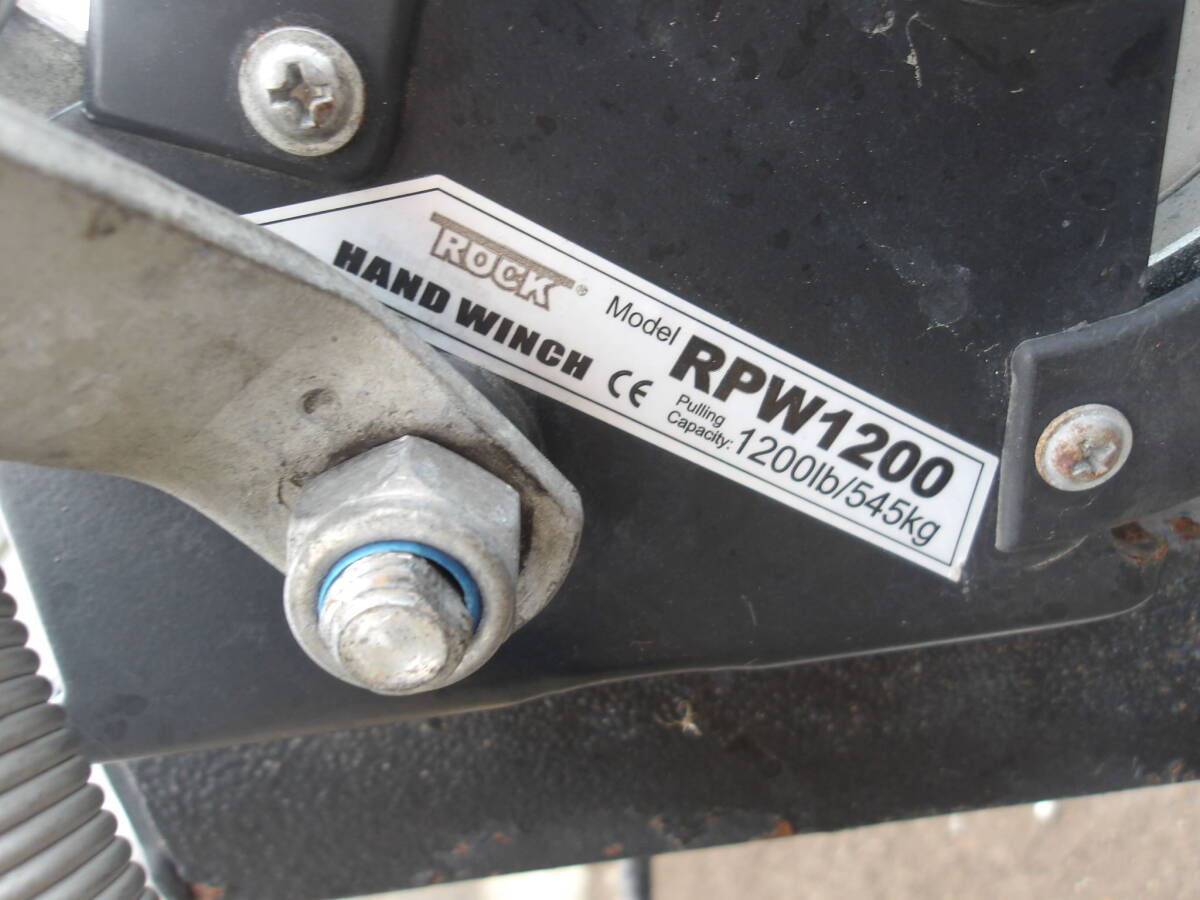 ROCK®
HAND WINCH CE
Model RPW1200
Pulling
Capacity: 1200lb/545kg